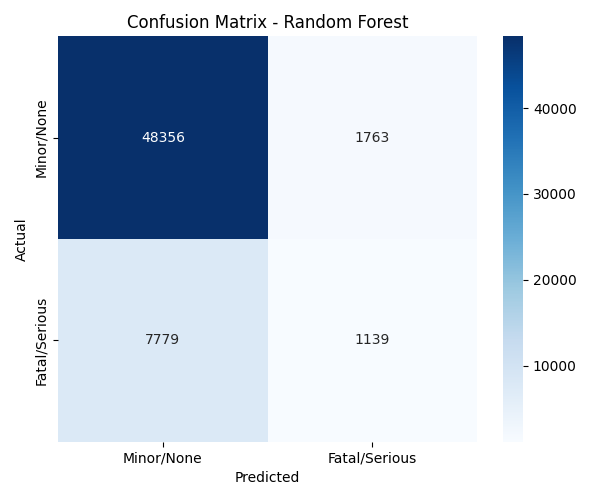 Confusion Matrix - Random Forest
Actual
Minor/None
Fatal/Serious
48356
1763
7779
1139
Minor/None
Fatal/Serious
Predicted
40000
30000
20000
10000